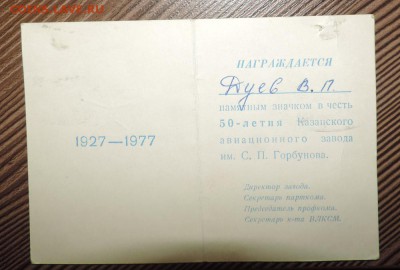 1927—1977
НАГРАЖДАЕТСЯ
Дуев В. П
памятным значком в честь
50-летия Казанского
авиационного завода
им. С. П. Горбунова.
Директор завода.
Секретарь парткома.
Председатель профкома.
Секретарь к-та ВЛКСМ.